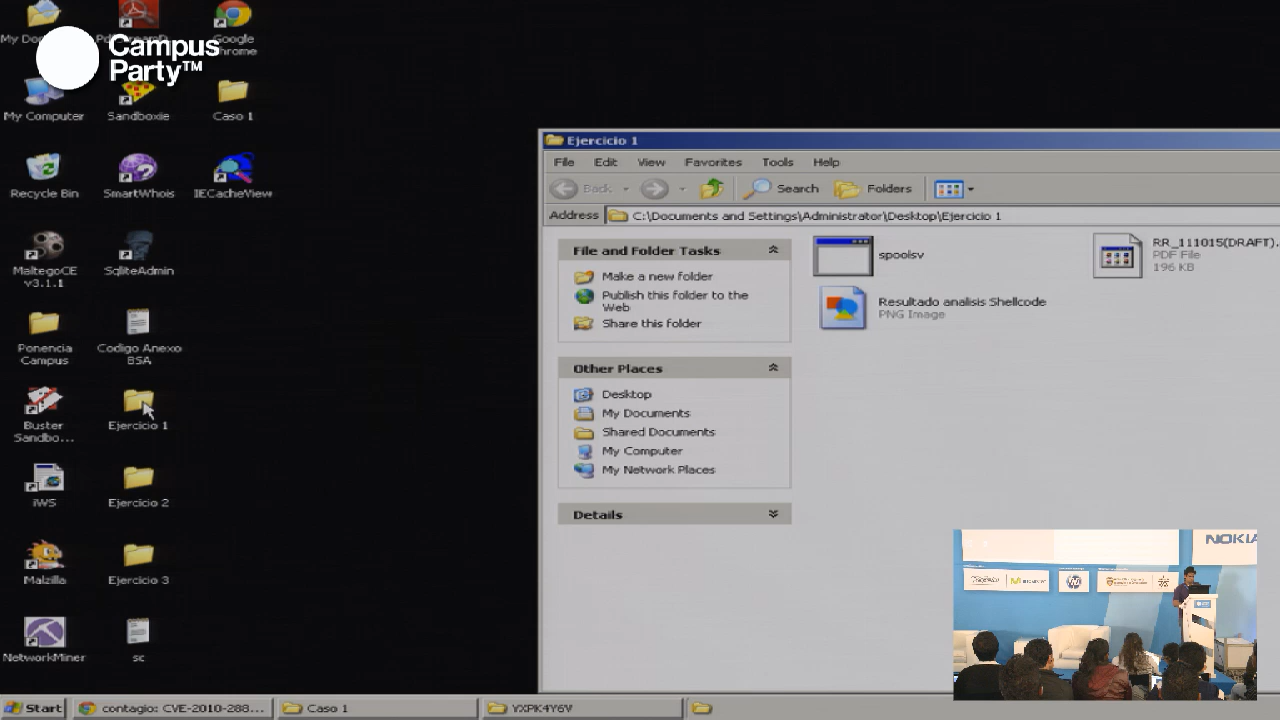 Campus
Party™
My Computer
Sandboxie
Caso 1
Recycle Bin
SmartWhois
IECacheView
MaltegoCE
v3.1.1
SqliteAdmin
Ponencia
Campus
Codigo Anexo
BSA
Buster
Sandbo...
Ejercicio 1
iWS
Ejercicio 2
Malzilla
Ejercicio 3
NetworkMiner
sc
Ejercicio 1
File Edit View Favorites Tools Help
Back Search Folders
Address C:\Documents and Settings\Administrator\Desktop\Ejercicio 1
File and Folder Tasks
Make a new folder
Publish this folder to the
Web
Share this folder
Other Places
Desktop
My Documents
Shared Documents
My Computer
My Network Places
Details
spoolsv
Resultado analisis Shellcode
PNG Image
RR_111015(DRAFT).
PDF File
196 KB
NOKIA
Start contagio: CVE-2010-288... Caso 1 YXPK4Y6V